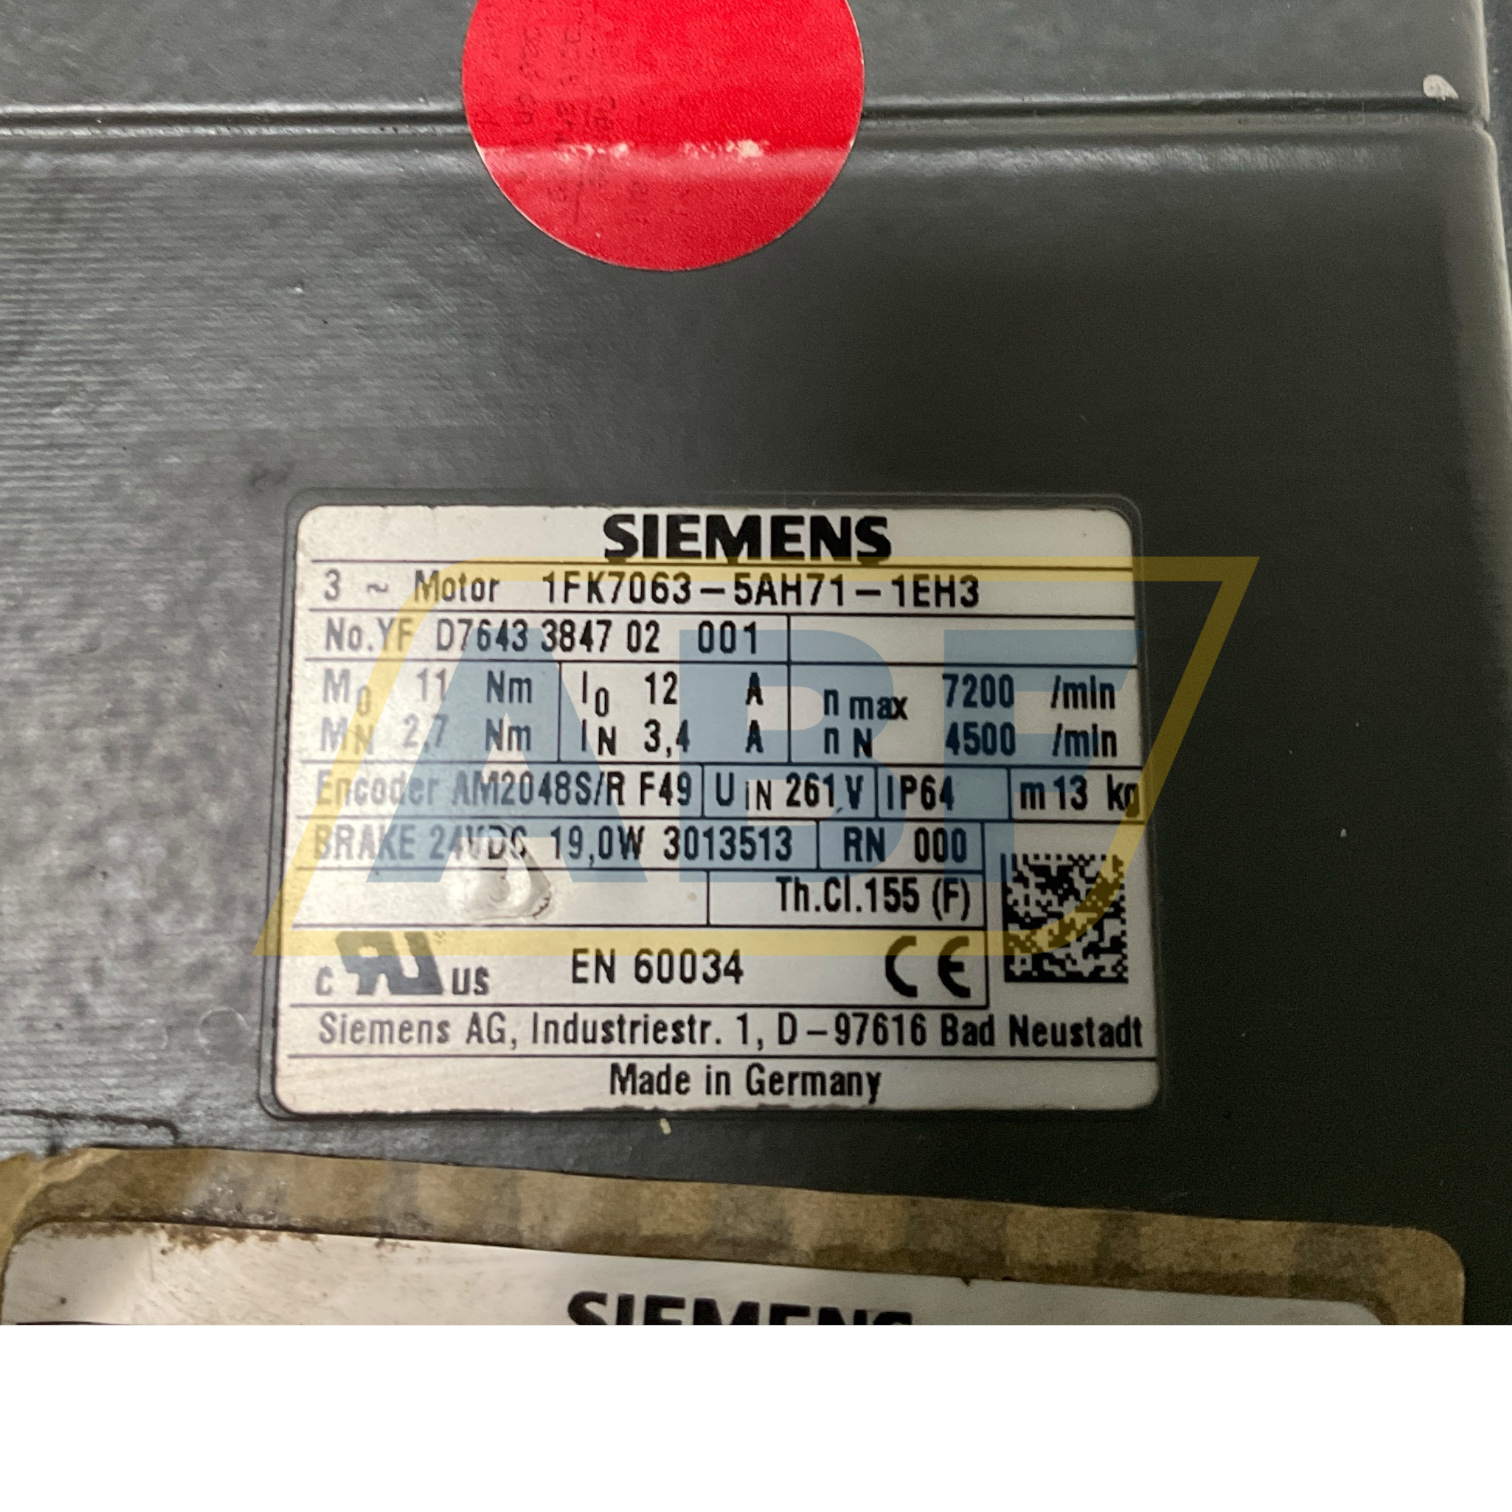 SIEMENS
3 ~ Motor 1FK7063-5AH71-1EH3
No.YF D7643 3847 02 001
M0 11 Nm I0 12 A n max 7200 /min
MN 2,7 Nm IN 3,4 A n N 4500 /min
Encoder AM2048S/R F49 U IN 261 V IP64 m 13 kg
BRAKE 24VDC 19,0W 3013513 RN 000
Th.Cl.155 (F)
c RU US EN 60034 CE
Siemens AG, Industriestr. 1, D-97616 Bad Neustadt
Made in Germany
ABF
SIEMENS